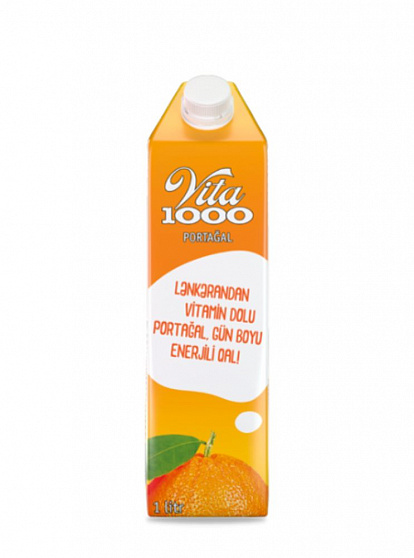 Vita
1000
PORTAĞAL
LƏNKƏRANDAN
VİTAMİN DOLU
PORTAĞAL, GÜN BOYU
ENERJİLİ QAL!
1 litr